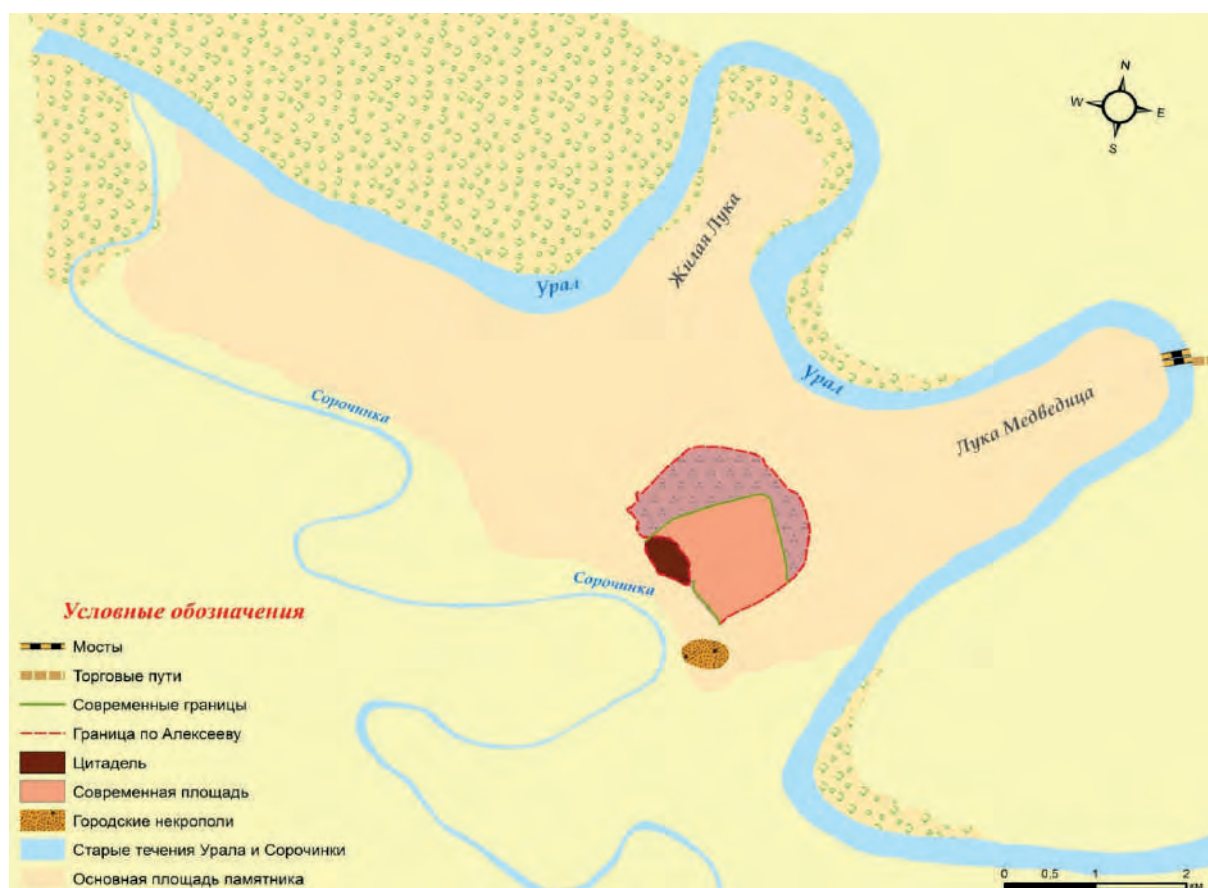 N
W
E
S
Жилая Лука
Урал
Урал
Лука Медведица
Сорочинка
Сорочинка
Условные обозначения
Мосты
Торговые пути
Современные границы
Граница по Алексееву
Цитадель
Современная площадь
Городские некрополи
Старые течения Урала и Сорочинки
Основная площадь памятника
0 0,5 1 2
км